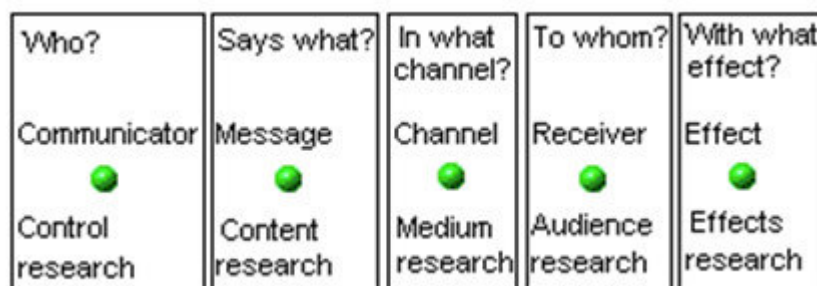 Who?
Communicator
Control
research
Says what?
Message
Content
research
In what
channel?
Channel
Medium
research
To whom?
Receiver
Audience
research
With what
effect?
Effect
Effects
research